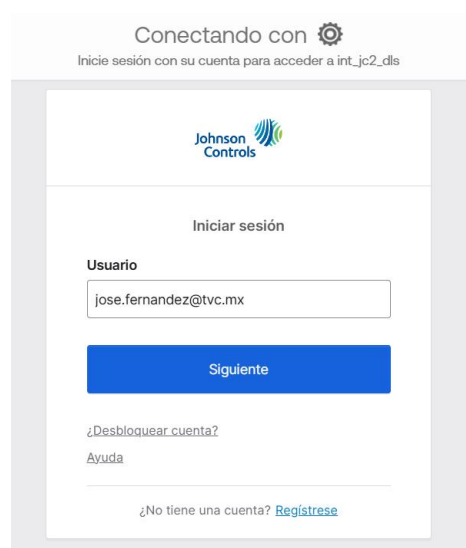 Conectando con
Inicie sesión con su cuenta para acceder a int_jc2_dls
Johnson
Controls
Iniciar sesión
Usuario
jose.fernandez@tvc.mx
Siguiente
¿Desbloquear cuenta?
Ayuda
¿No tiene una cuenta? Regístrese